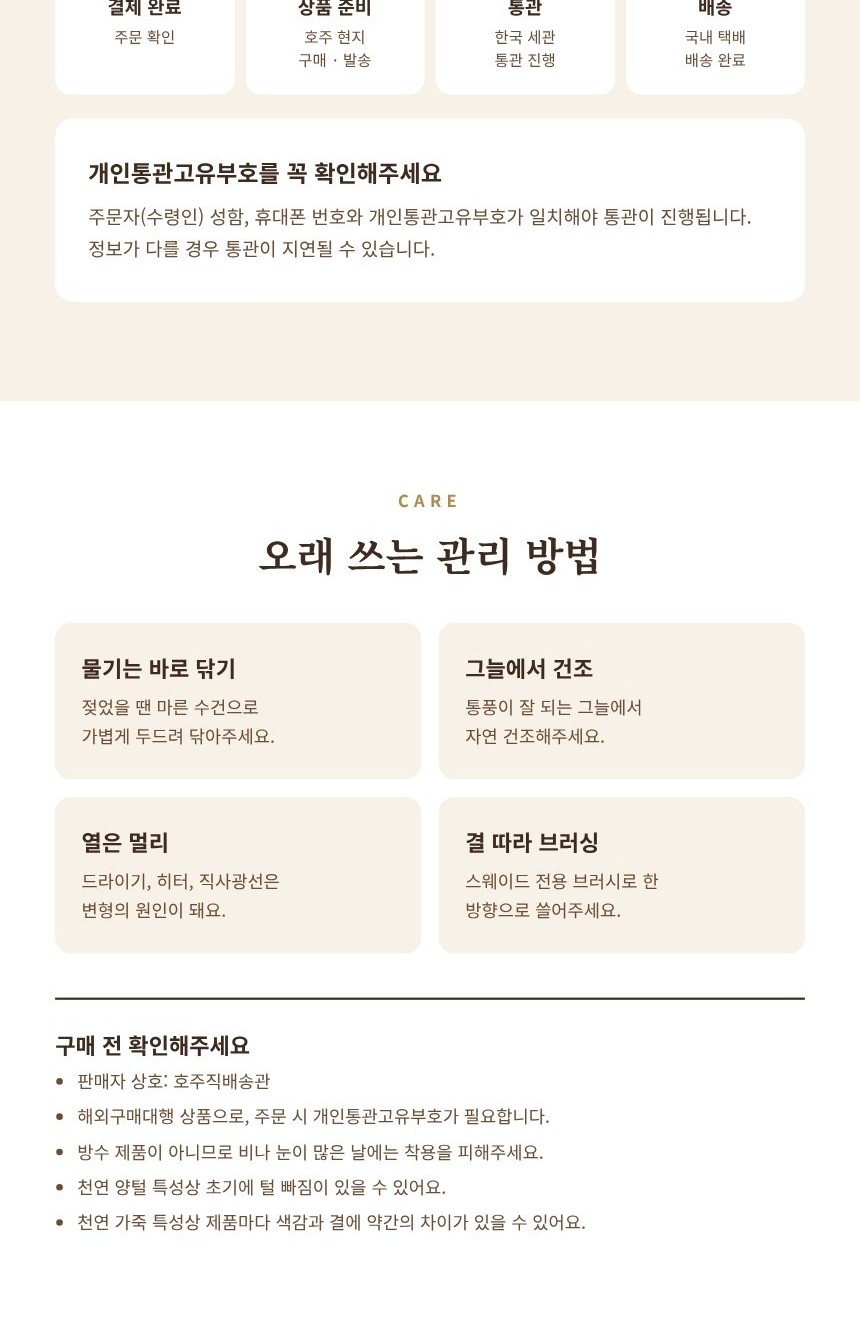 결제 완료
주문 확인
상품 준비
호주 현지
구매 · 발송
통관
한국 세관
통관 진행
배송
국내 택배
배송 완료
개인통관고유부호를 꼭 확인해주세요
주문자(수령인) 성함, 휴대폰 번호와 개인통관고유부호가 일치해야 통관이 진행됩니다.
정보가 다를 경우 통관이 지연될 수 있습니다.
CARE
오래 쓰는 관리 방법
물기는 바로 닦기
젖었을 땐 마른 수건으로
가볍게 두드려 닦아주세요.
그늘에서 건조
통풍이 잘 되는 그늘에서
자연 건조해주세요.
열은 멀리
드라이기, 히터, 직사광선은
변형의 원인이 돼요.
결 따라 브러싱
스웨이드 전용 브러시로 한
방향으로 쓸어주세요.
구매 전 확인해주세요
• 판매자 상호: 호주직배송관
• 해외구매대행 상품으로, 주문 시 개인통관고유부호가 필요합니다.
• 방수 제품이 아니므로 비나 눈이 많은 날에는 착용을 피해주세요.
• 천연 양털 특성상 초기에 털 빠짐이 있을 수 있어요.
• 천연 가죽 특성상 제품마다 색감과 결에 약간의 차이가 있을 수 있어요.